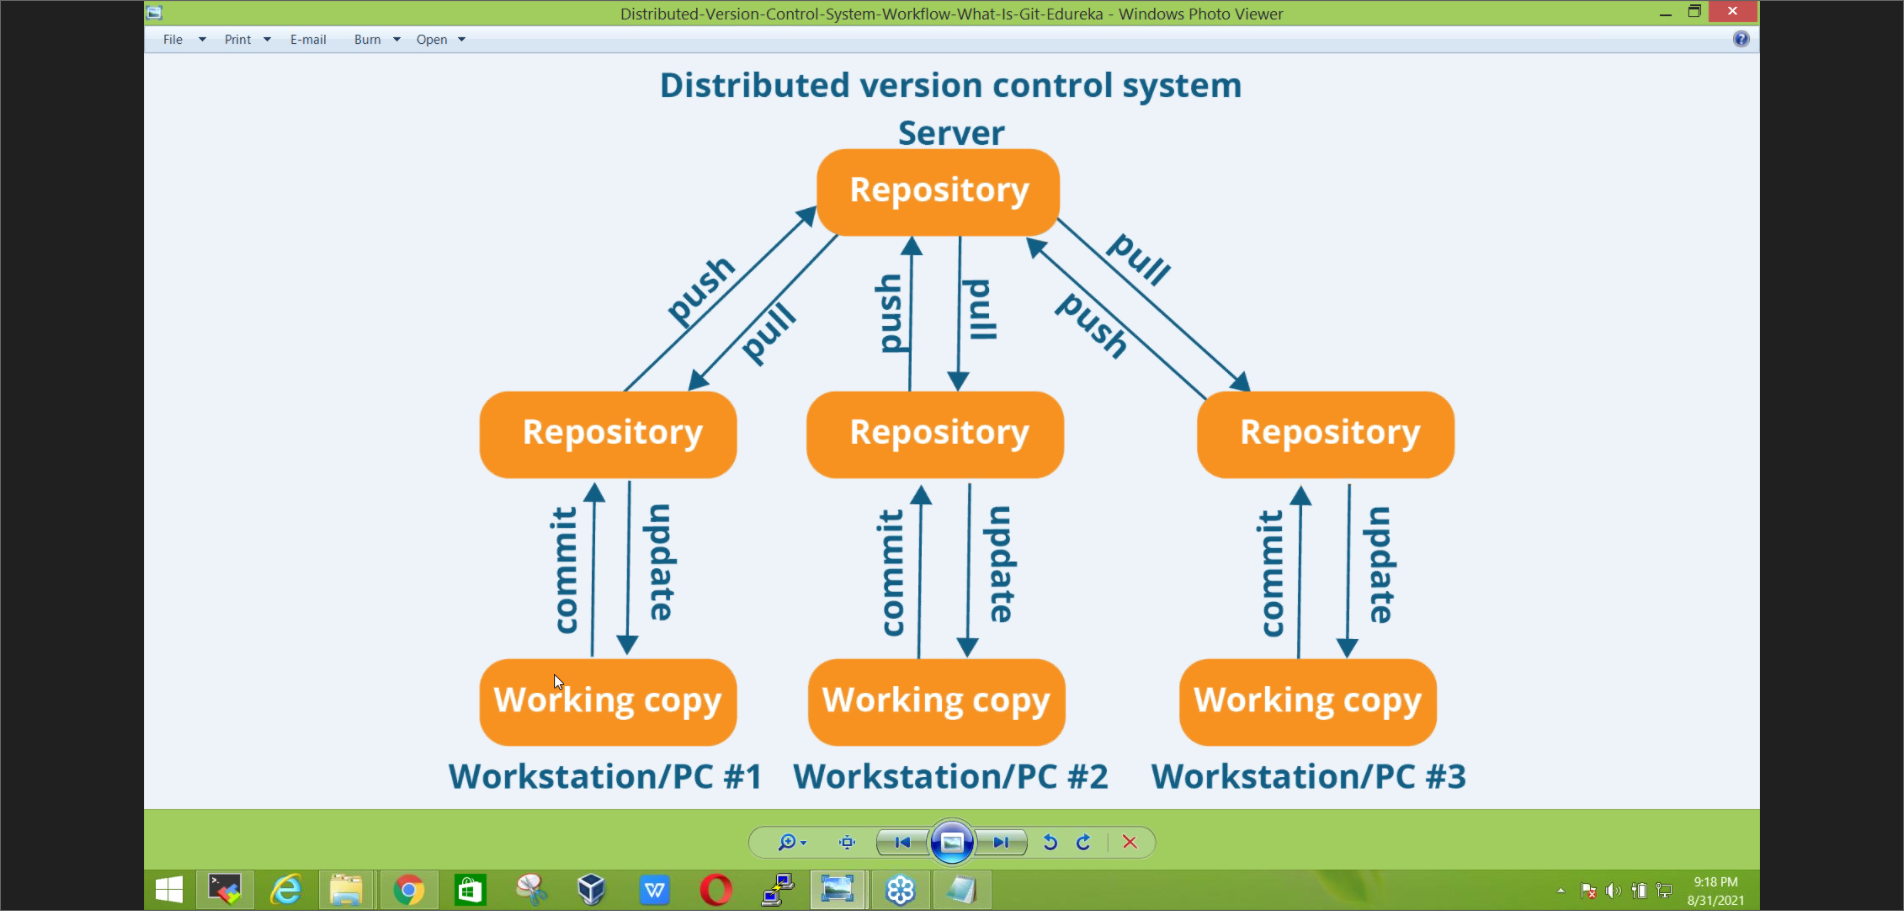 Distributed-Version-Control-System-Workflow-What-Is-Git-Edureka - Windows Photo Viewer
File Print E-mail Burn Open
Distributed version control system
Server
Repository
push pull push pull push pull
Repository Repository Repository
commit update commit update commit update
Working copy Working copy Working copy
Workstation/PC #1 Workstation/PC #2 Workstation/PC #3
9:18 PM
8/31/2021